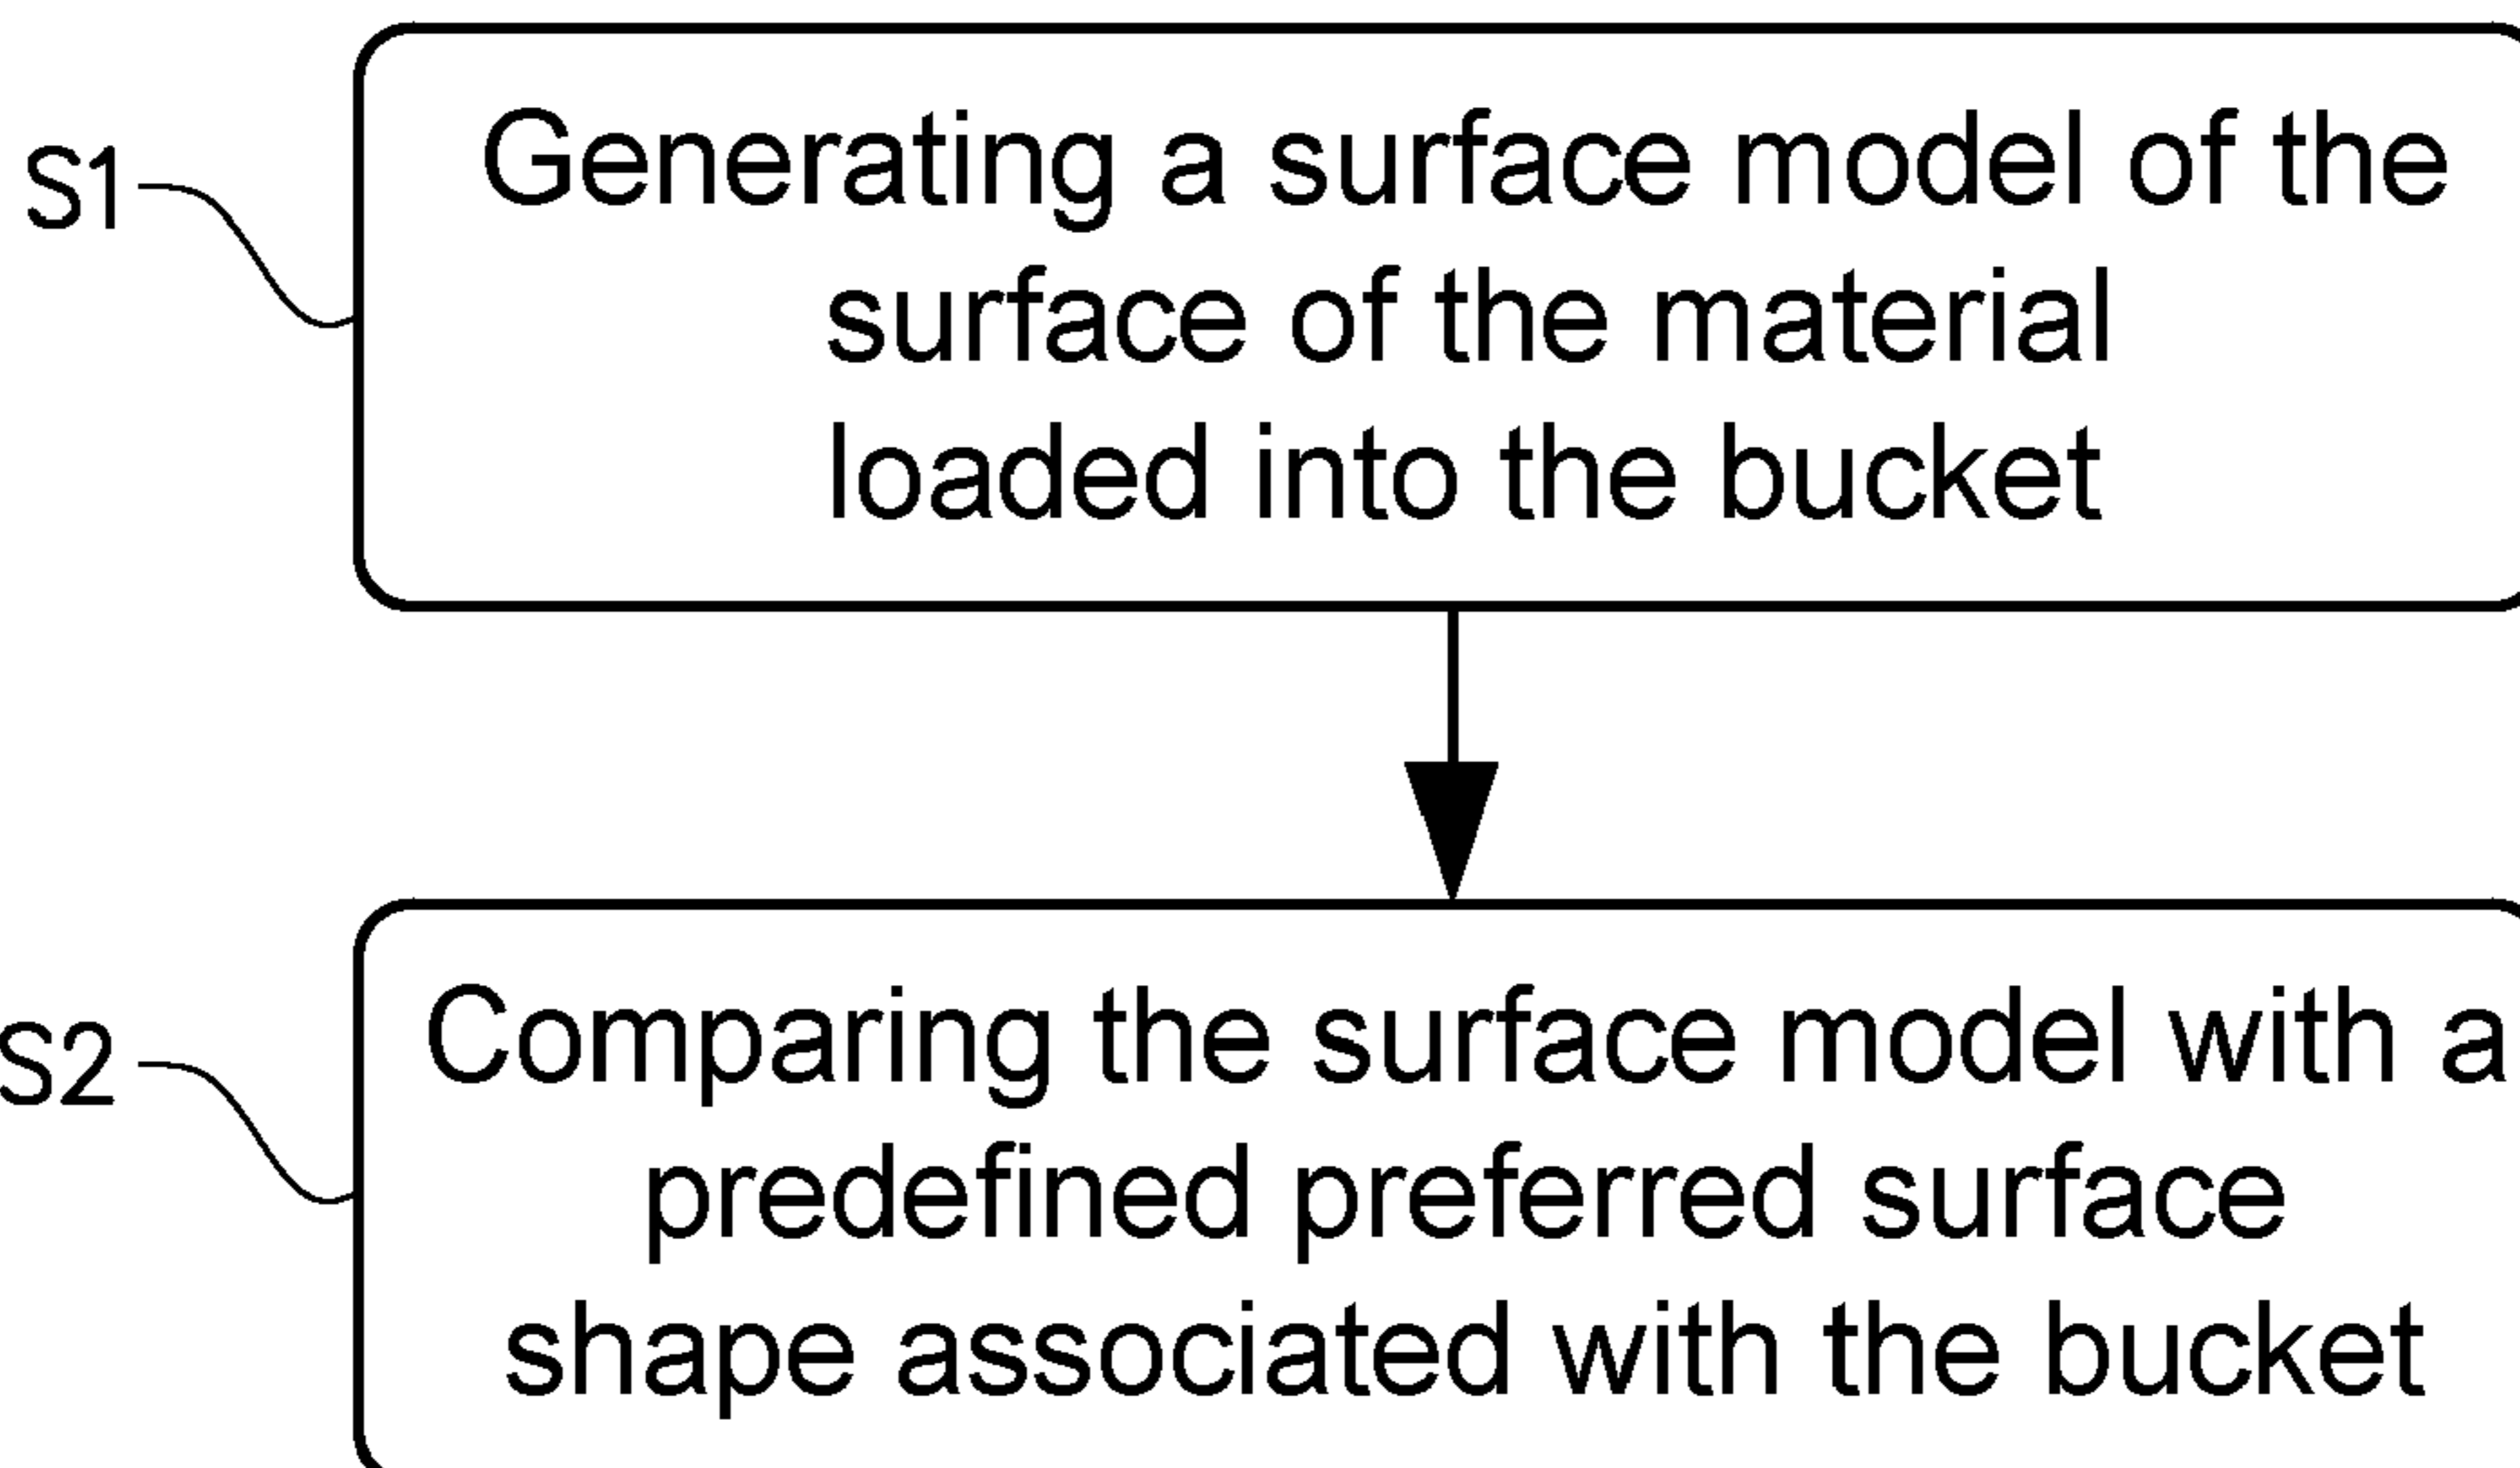 S1
Generating a surface model of the
surface of the material
loaded into the bucket
S2
Comparing the surface model with a
predefined preferred surface
shape associated with the bucket